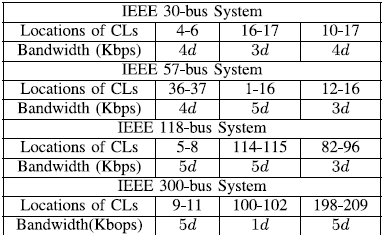 IEEE 30-bus System
Locations of CLs 4-6 16-17 10-17
Bandwidth (Kbps) 4d 3d 4d
IEEE 57-bus System
Locations of CLs 36-37 1-16 12-16
Bandwidth (Kbps) 4d 5d 3d
IEEE 118-bus System
Locations of CLs 5-8 114-115 82-96
Bandwidth (Kbps) 5d 5d 3d
IEEE 300-bus System
Locations of CLs 9-11 100-102 198-209
Bandwidth(Kbps) 5d 1d 5d